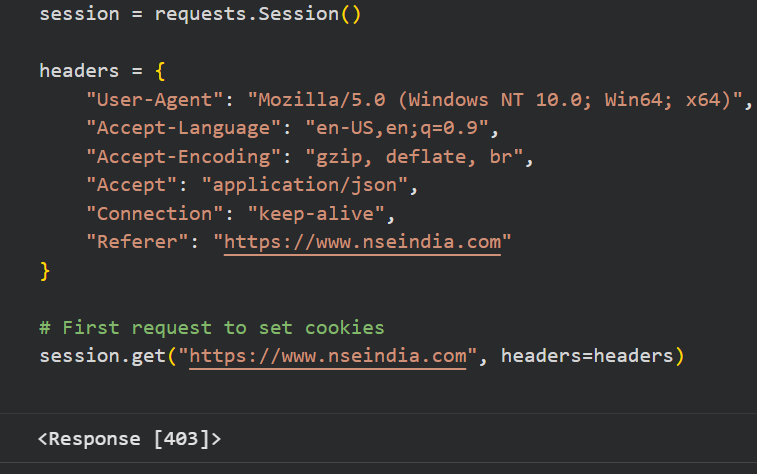 session = requests.Session()
headers = {
    "User-Agent": "Mozilla/5.0 (Windows NT 10.0; Win64; x64)",
    "Accept-Language": "en-US,en;q=0.9",
    "Accept-Encoding": "gzip, deflate, br",
    "Accept": "application/json",
    "Connection": "keep-alive",
    "Referer": "https://www.nseindia.com"
}
# First request to set cookies
session.get("https://www.nseindia.com", headers=headers)
<Response [403]>